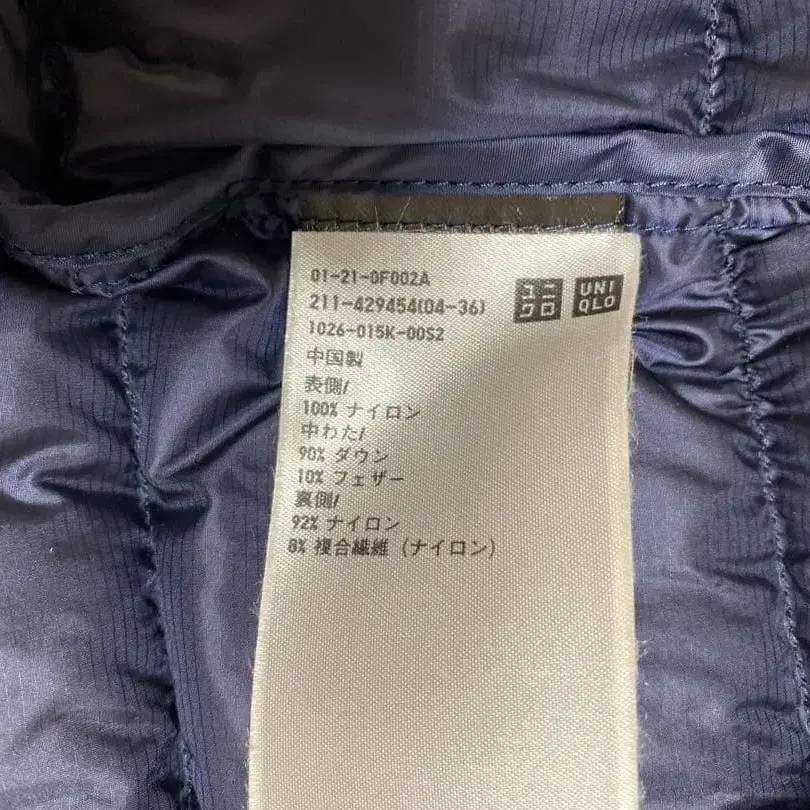 01-21-0F002A
211-429454(04-36)
1026-015K-00S2
ユニ
クロ
UNI
QLO
中国製
表側/
100% ナイロン
中わた/
90% ダウン
10% フェザー
裏側/
92% ナイロン
8% 複合繊維 (ナイロン)